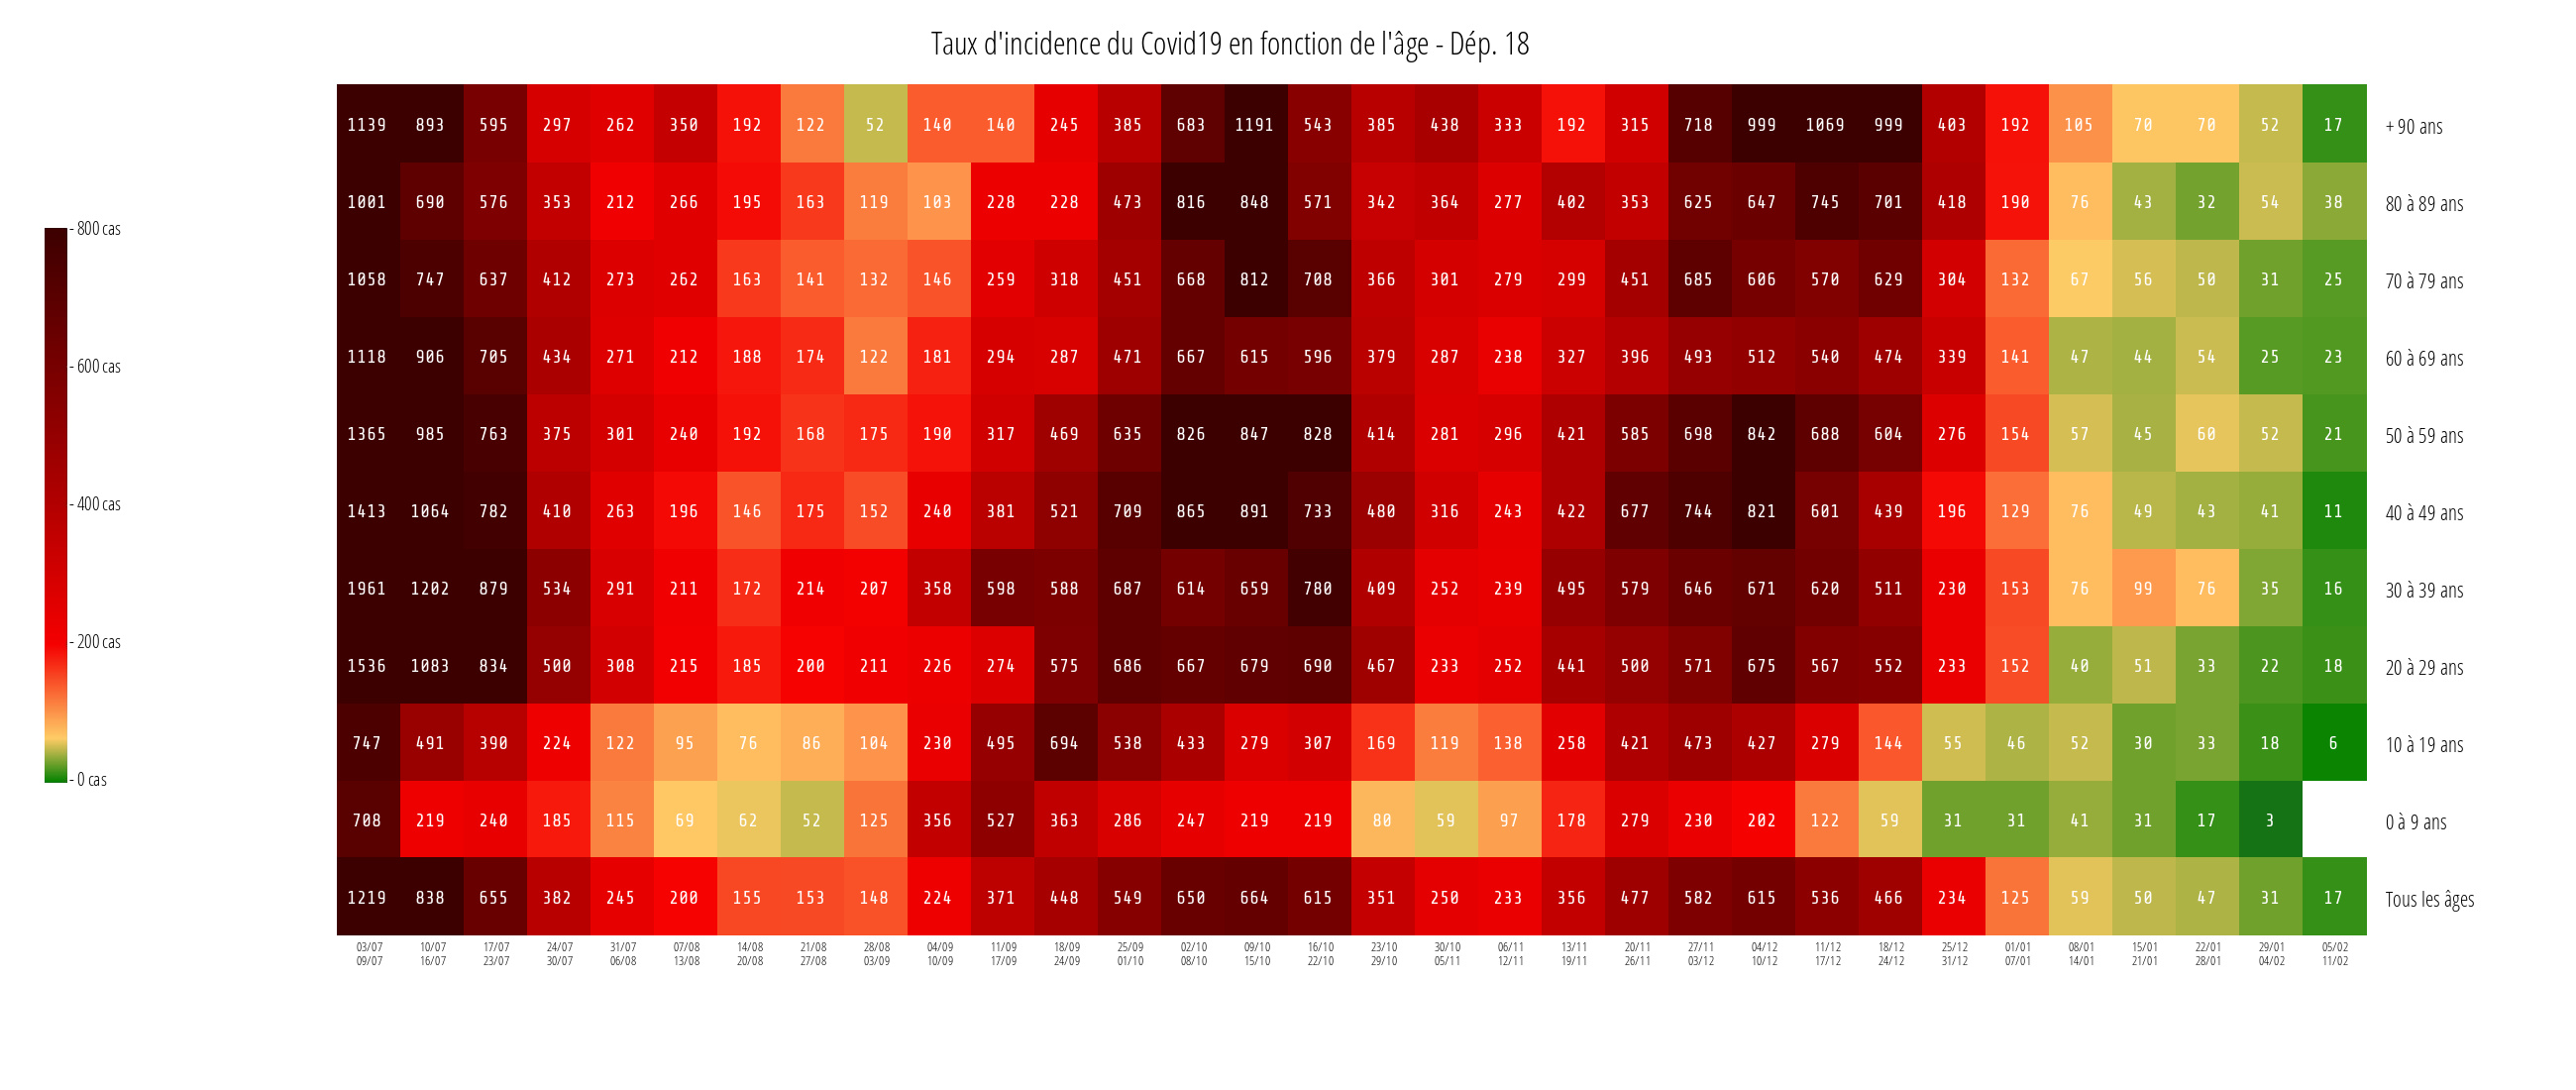 Taux d'incidence du Covid19 en fonction de l'âge - Dép. 18
1139 893 595 297 262 350 192 122 52 140 140 245 385 683 1191 543 385 438 333 192 315 718 999 1069 999 403 192 105 70 70 52 17 + 90 ans
1001 690 576 353 212 266 195 163 119 103 228 228 473 816 848 571 342 364 277 402 353 625 647 745 701 418 190 76 43 32 54 38 80 à 89 ans
- 800 cas
1058 747 637 412 273 262 163 141 132 146 259 318 451 668 812 708 366 301 279 299 451 685 606 570 629 304 132 67 56 50 31 25 70 à 79 ans
1118 906 705 434 271 212 188 174 122 181 294 287 471 667 615 596 379 287 238 327 396 493 512 540 474 339 141 47 44 54 25 23 60 à 69 ans
- 600 cas
1365 985 763 375 301 240 192 168 175 190 317 469 635 826 847 828 414 281 296 421 585 698 842 688 604 276 154 57 45 60 52 21 50 à 59 ans
- 400 cas
1413 1064 782 410 263 196 146 175 152 240 381 521 709 865 891 733 480 316 243 422 677 744 821 601 439 196 129 76 49 43 41 11 40 à 49 ans
1961 1202 879 534 291 211 172 214 207 358 598 588 687 614 659 780 409 252 239 495 579 646 671 620 511 230 153 76 99 76 35 16 30 à 39 ans
- 200 cas
1536 1083 834 500 308 215 185 200 211 226 274 575 686 667 679 690 467 233 252 441 500 571 675 567 552 233 152 40 51 33 22 18 20 à 29 ans
747 491 390 224 122 95 76 86 104 230 495 694 538 433 279 307 169 119 138 258 421 473 427 279 144 55 46 52 30 33 18 6 10 à 19 ans
- 0 cas
708 219 240 185 115 69 62 52 125 356 527 363 286 247 219 219 80 59 97 178 279 230 202 122 59 31 31 41 31 17 3 0 à 9 ans
1219 838 655 382 245 200 155 153 148 224 371 448 549 650 664 615 351 250 233 356 477 582 615 536 466 234 125 59 50 47 31 17 Tous les âges
03/07 10/07 17/07 24/07 31/07 07/08 14/08 21/08 28/08 04/09 11/09 18/09 25/09 02/10 09/10 16/10 23/10 30/10 06/11 13/11 20/11 27/11 04/12 11/12 18/12 25/12 01/01 08/01 15/01 22/01 29/01 05/02
09/07 16/07 23/07 30/07 06/08 13/08 20/08 27/08 03/09 10/09 17/09 24/09 01/10 08/10 15/10 22/10 29/10 05/11 12/11 19/11 26/11 03/12 10/12 17/12 24/12 31/12 07/01 14/01 21/01 28/01 04/02 11/02